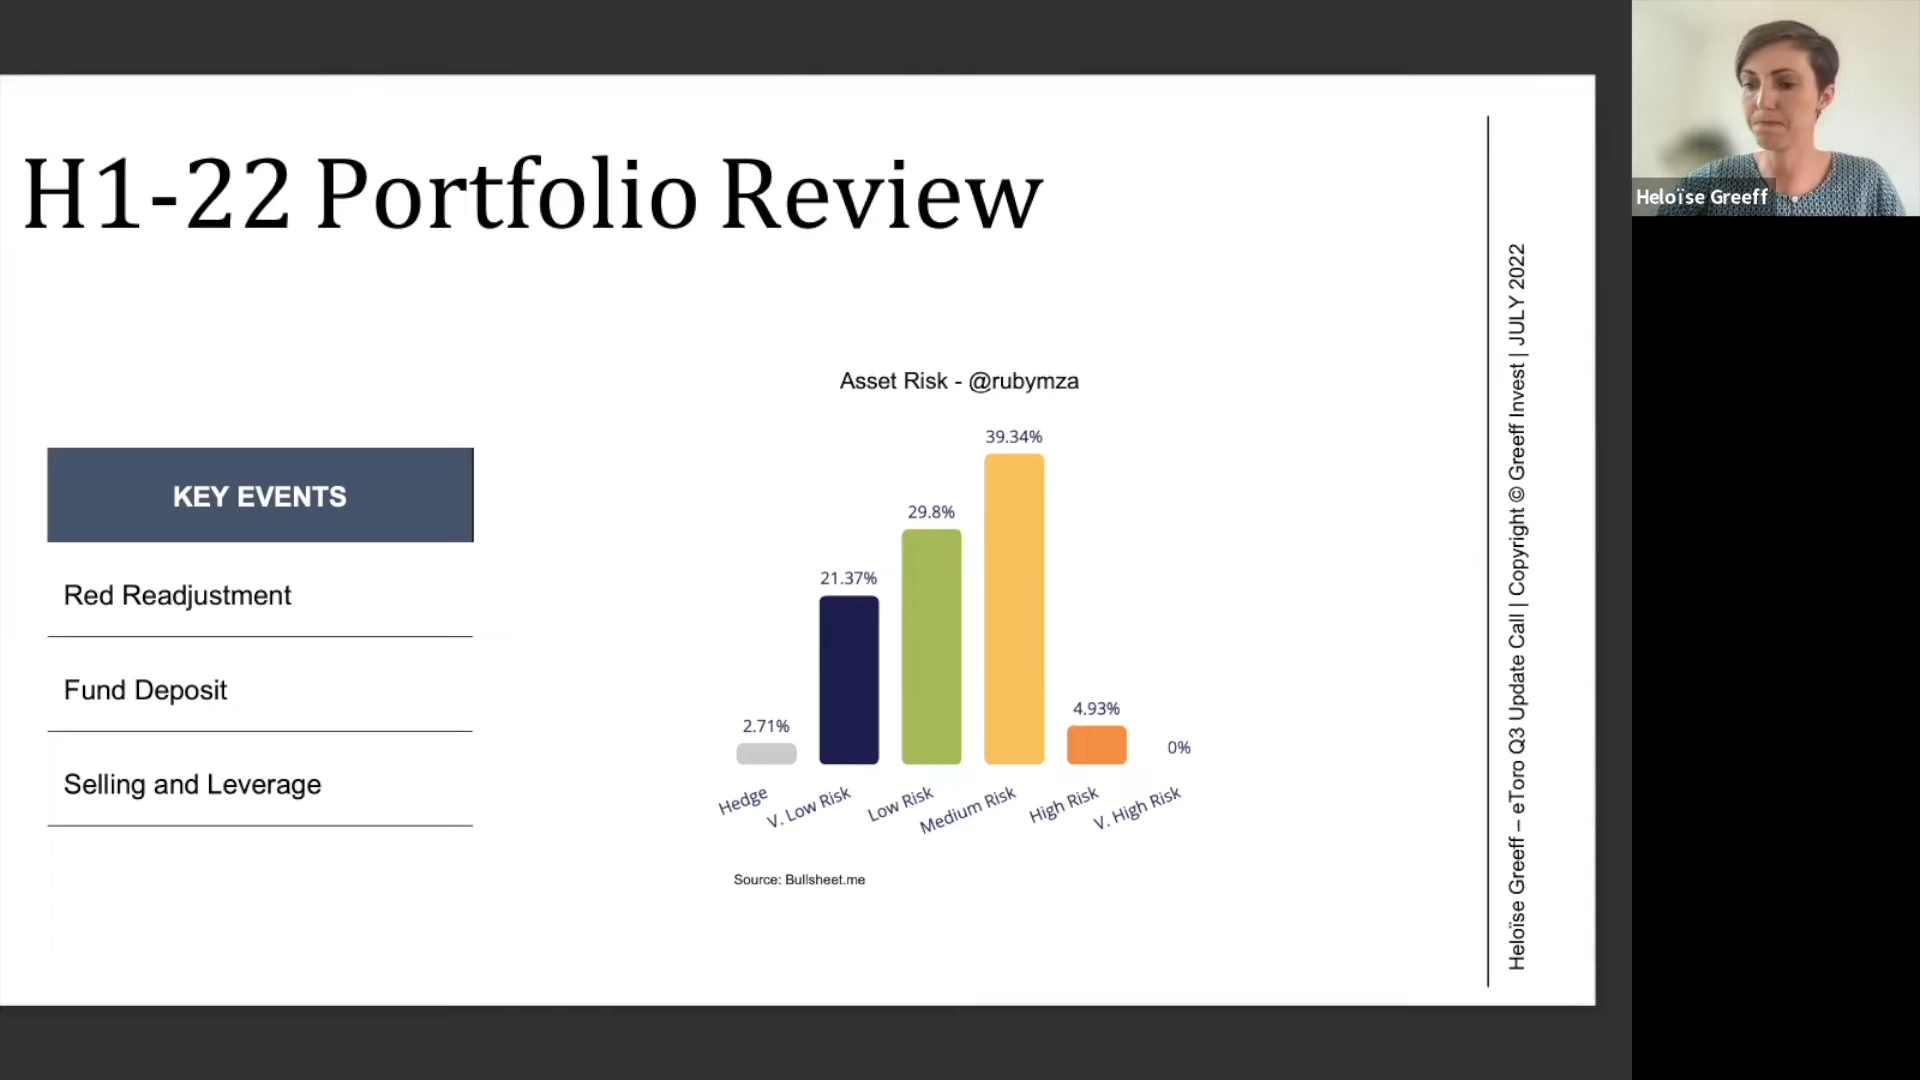 H1-22 Portfolio Review
KEY EVENTS
Red Readjustment
Fund Deposit
Selling and Leverage
Asset Risk - @rubymza
2.71%
21.37%
29.8%
39.34%
4.93%
0%
Hedge
V. Low Risk
Low Risk
Medium Risk
High Risk
V. High Risk
Source: Bullsheet.me
Heloïse Greeff – eToro Q3 Update Call | Copyright © Greeff Invest | JULY 2022
Heloïse Greeff